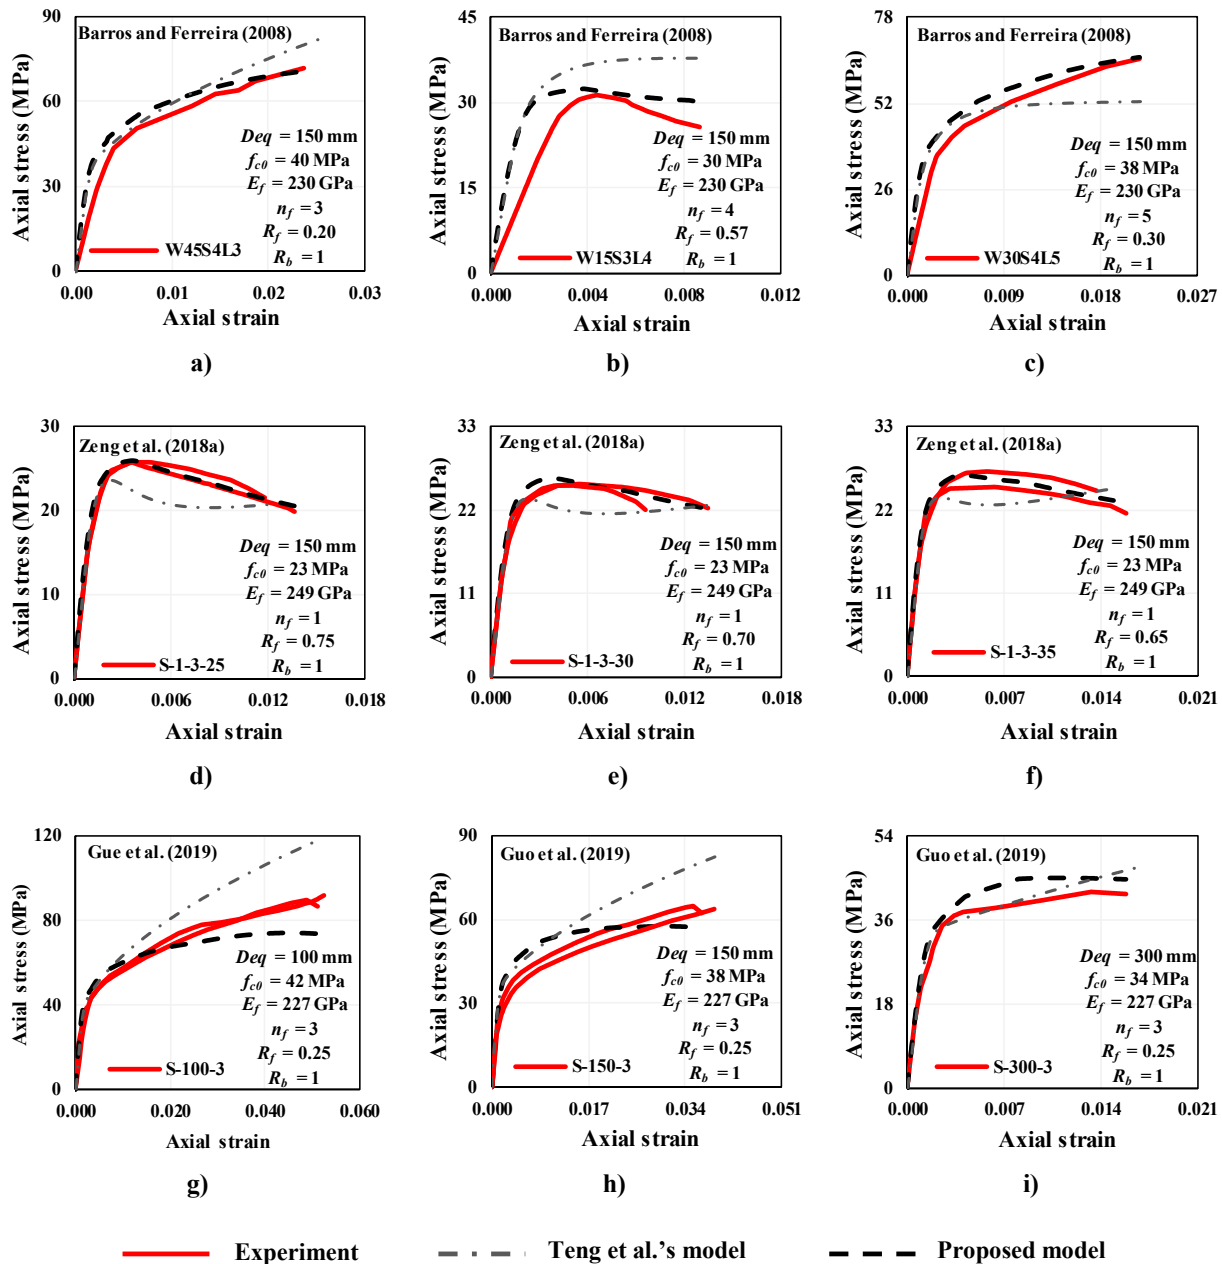 Barros and Ferreira (2008)
Axial stress (MPa)
90
60
30
0
Deq = 150 mm
fc0 = 40 MPa
Ef = 230 GPa
nf = 3
Rf = 0.20
Rb = 1
W45S4L3
0.00 0.01 0.02 0.03
Axial strain
a)
Barros and Ferreira (2008)
Axial stress (MPa)
45
30
15
0
Deq = 150 mm
fc0 = 30 MPa
Ef = 230 GPa
nf = 4
Rf = 0.57
Rb = 1
W15S3L4
0.000 0.004 0.008 0.012
Axial strain
b)
Barros and Ferreira (2008)
Axial stress (MPa)
78
52
26
0
Deq = 150 mm
fc0 = 38 MPa
Ef = 230 GPa
nf = 5
Rf = 0.30
Rb = 1
W30S4L5
0.000 0.009 0.018 0.027
Axial strain
c)
Zeng et al. (2018a)
Axial stress (MPa)
30
20
10
0
Deq = 150 mm
fc0 = 23 MPa
Ef = 249 GPa
nf = 1
Rf = 0.75
Rb = 1
S-1-3-25
0.000 0.006 0.012 0.018
Axial strain
d)
Zeng et al. (2018a)
Axial stress (MPa)
33
22
11
0
Deq = 150 mm
fc0 = 23 MPa
Ef = 249 GPa
nf = 1
Rf = 0.70
Rb = 1
S-1-3-30
0.000 0.006 0.012 0.018
Axial strain
e)
Zeng et al. (2018a)
Axial stress (MPa)
33
22
11
0
Deq = 150 mm
fc0 = 23 MPa
Ef = 249 GPa
nf = 1
Rf = 0.65
Rb = 1
S-1-3-35
0.000 0.007 0.014 0.021
Axial strain
f)
Gue et al. (2019)
Axial stress (MPa)
120
80
40
0
Deq = 100 mm
fc0 = 42 MPa
Ef = 227 GPa
nf = 3
Rf = 0.25
Rb = 1
S-100-3
0.000 0.020 0.040 0.060
Axial strain
g)
Guo et al. (2019)
Axial stress (MPa)
90
60
30
0
Deq = 150 mm
fc0 = 38 MPa
Ef = 227 GPa
nf = 3
Rf = 0.25
Rb = 1
S-150-3
0.000 0.017 0.034 0.051
Axial strain
h)
Guo et al. (2019)
Axial stress (MPa)
54
36
18
0
Deq = 300 mm
fc0 = 34 MPa
Ef = 227 GPa
nf = 3
Rf = 0.25
Rb = 1
S-300-3
0.000 0.007 0.014 0.021
Axial strain
i)
Experiment Teng et al.'s model Proposed model